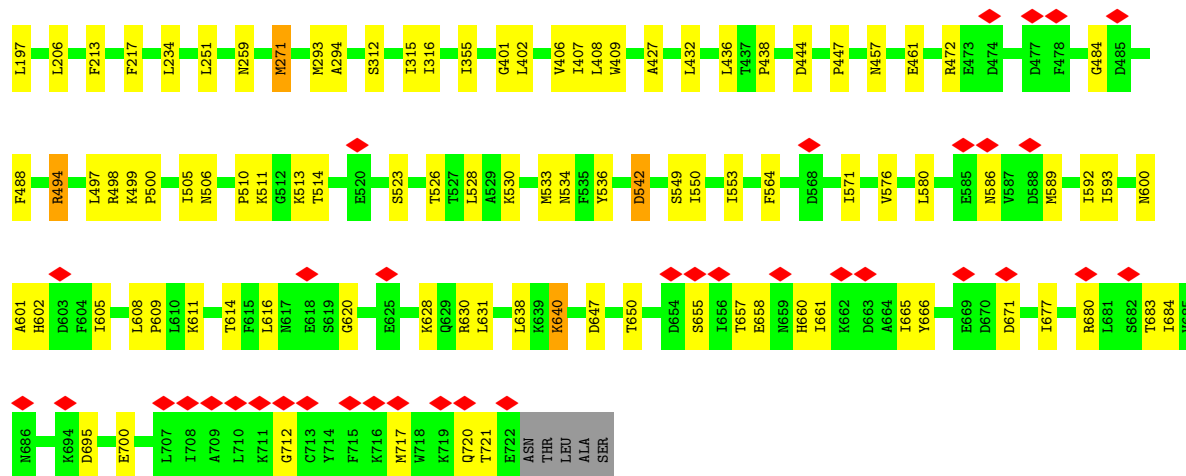 L197 L206 F213 F217 L234 L251 N259 M271 M293 A294 S312 I315 I316 I355 G401 L402 V406 I407 L408 W409 A427 L432 L436 T437 P438 D444 P447 N457 E461 R472 E473 D474 D477 F478 G484 D485
F488 R494 L497 R498 K499 P500 I505 N506 P510 K511 G512 K513 T514 E520 S523 T526 T527 L528 A529 K530 M533 N534 F535 Y536 D542 S549 I550 I553 F564 D568 I571 V576 L580 E585 N586 V587 D588 M589 I592 I593 N600
A601 H602 D603 F604 I605 L608 P609 L610 K611 T614 F615 L616 N617 E618 S619 G620 E625 K628 Q629 R630 L631 L638 K639 K640 D647 T650 D654 S655 I656 T657 E658 N659 H660 I661 K662 D663 A664 I665 Y666 E669 D670 D671 I677 R680 L681 S682 T683 I684
N686 K694 D695 E700 L707 I708 A709 L710 K711 G712 C713 Y714 F715 K716 M717 W718 K719 Q720 T721 E722 ASN THR LEU ALA SER